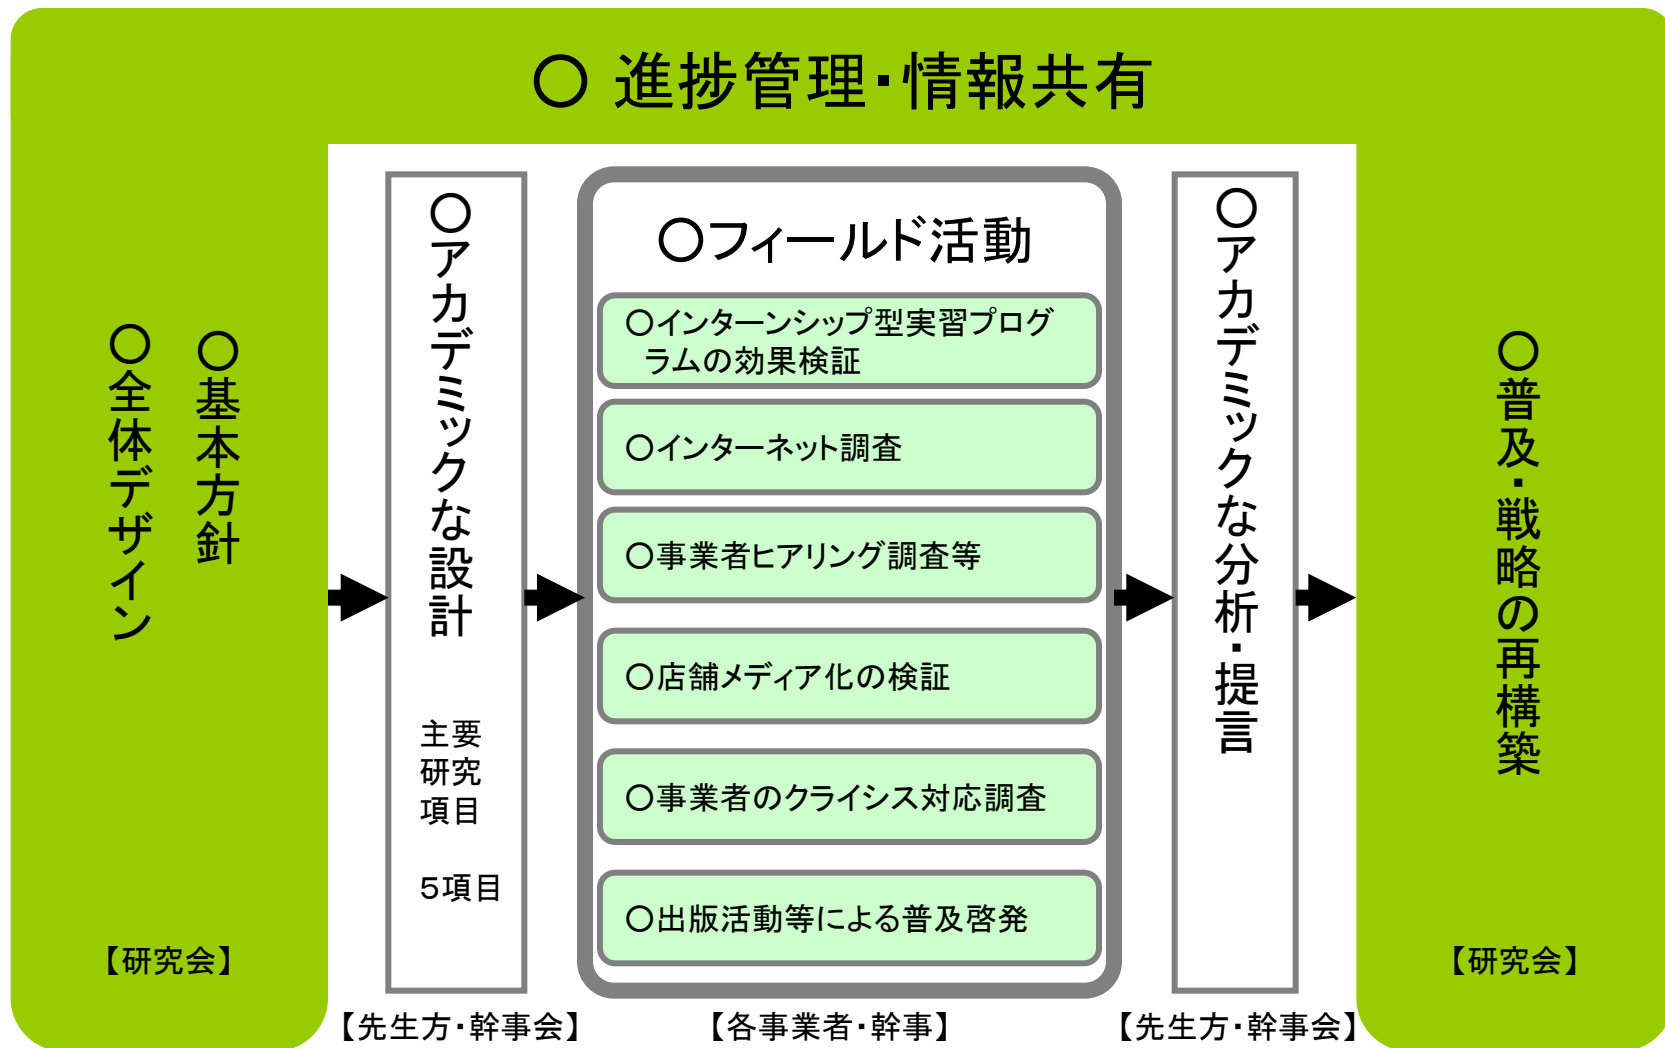 ○ 進捗管理・情報共有
○基本方針
○全体デザイン
【研究会】
○アカデミックな設計
主要
研究
項目
５項目
【先生方・幹事会】
○フィールド活動
○インターンシップ型実習プログ
ラムの効果検証
○インターネット調査
○事業者ヒアリング調査等
○店舗メディア化の検証
○事業者のクライシス対応調査
○出版活動等による普及啓発
【各事業者・幹事】
○アカデミックな分析・提言
【先生方・幹事会】
○普及・戦略の再構築
【研究会】